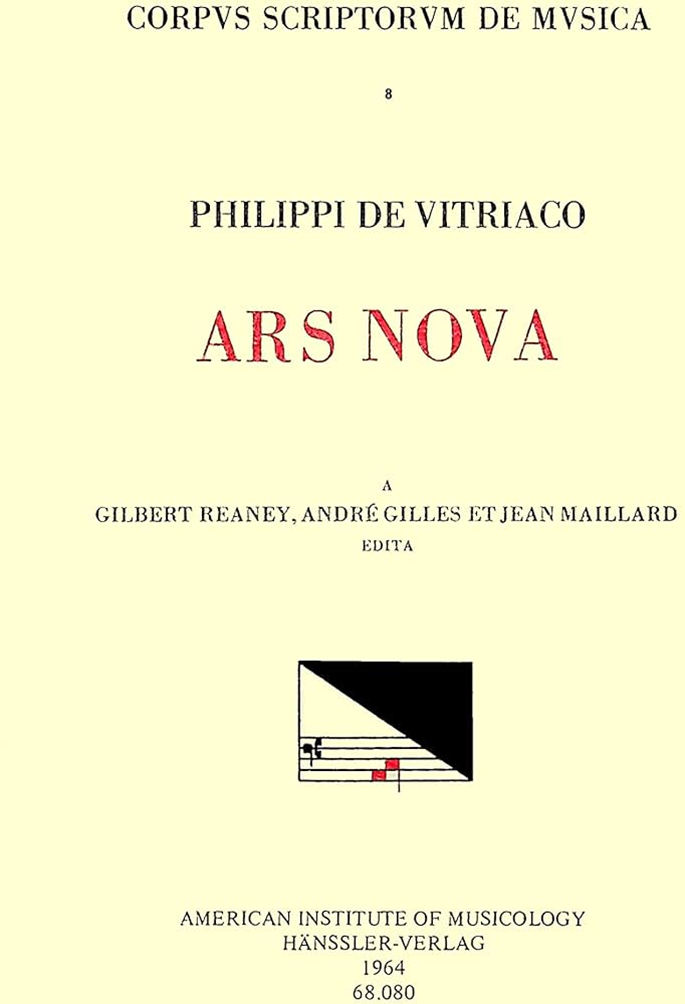 CORPVS SCRIPTORVM DE MVSICA
8
PHILIPPI DE VITRIACO
ARS NOVA
A
GILBERT REANEY, ANDRÉ GILLES ET JEAN MAILLARD
EDITA
AMERICAN INSTITUTE OF MUSICOLOGY
HÄNSSLER-VERLAG
1964
68.080